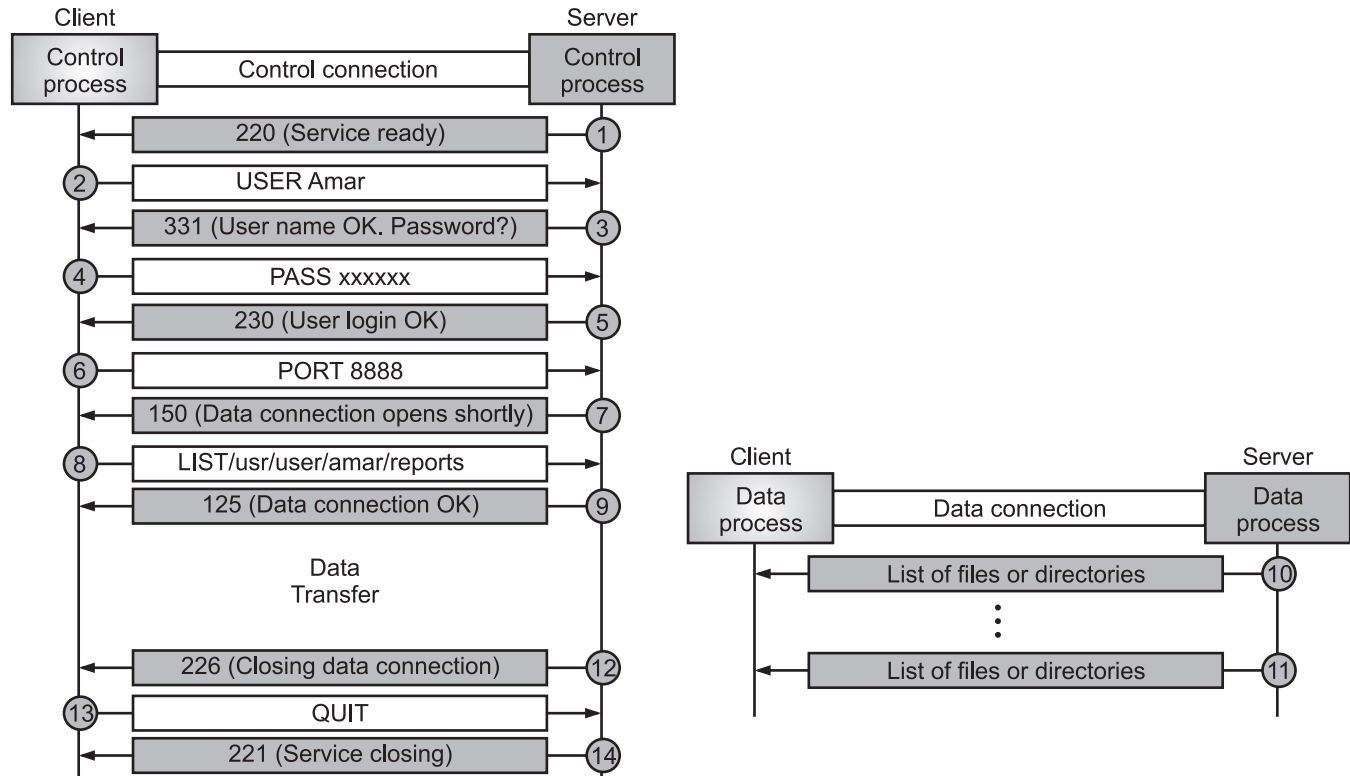 Client
Server
Control
process
Control connection
Control
process
220 (Service ready)
1
2
USER Amar
331 (User name OK. Password?)
3
4
PASS xxxxxx
230 (User login OK)
5
6
PORT 8888
150 (Data connection opens shortly)
7
8
LIST/usr/user/amar/reports
125 (Data connection OK)
9
Data
Transfer
226 (Closing data connection)
12
13
QUIT
221 (Service closing)
14
Client
Server
Data
process
Data connection
Data
process
List of files or directories
10
List of files or directories
11